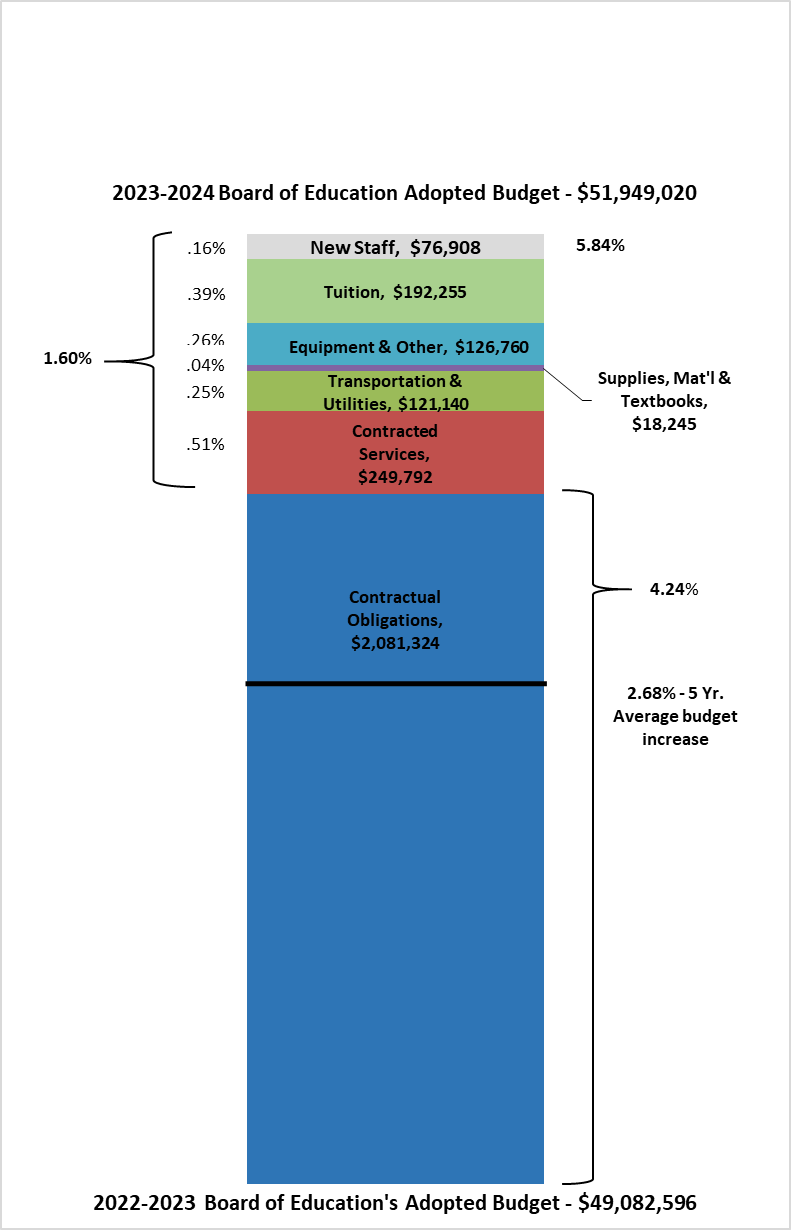 2023-2024 Board of Education Adopted Budget - $51,949,020
.16%
New Staff, $76,908
5.84%
.39%
Tuition, $192,255
.26%
Equipment & Other, $126,760
1.60%
.04%
.25%
Transportation &
Utilities, $121,140
Supplies, Mat'l &
Textbooks,
$18,245
.51%
Contracted
Services,
$249,792
Contractual
Obligations,
$2,081,324
4.24%
2.68% - 5 Yr.
Average budget
increase
2022-2023 Board of Education's Adopted Budget - $49,082,596